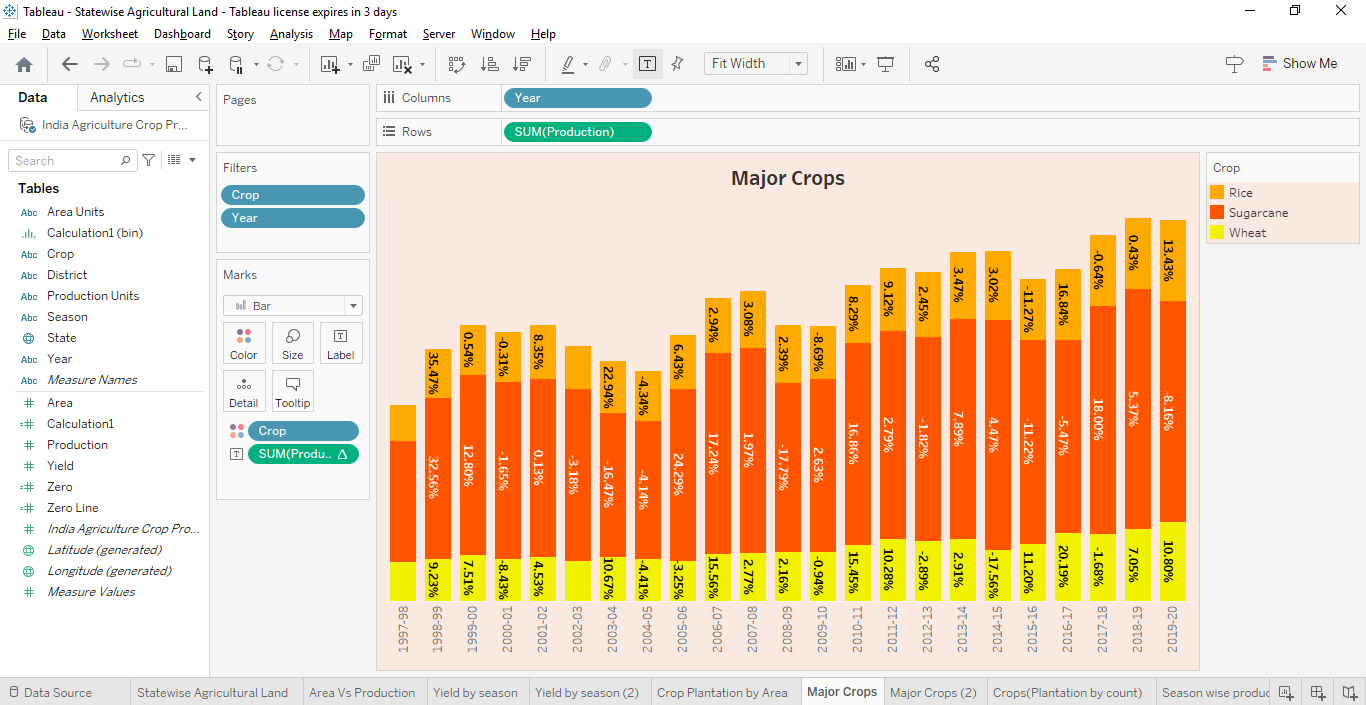 Tableau - Statewise Agricultural Land - Tableau license expires in 3 days
File Data Worksheet Dashboard Story Analysis Map Format Server Window Help
Fit Width
Show Me
Data Analytics
India Agriculture Crop Pr...
Search
Tables
Abc Area Units
Calculation1 (bin)
Abc Crop
Abc District
Abc Production Units
Abc Season
State
Abc Year
Abc Measure Names
Area
Calculation1
Production
Yield
Zero
Zero Line
India Agriculture Crop Pro...
Latitude (generated)
Longitude (generated)
Measure Values
Pages
Filters
Crop
Year
Marks
Bar
Color Size Label
Detail Tooltip
Crop
SUM(Produ.. Δ
Columns Year
Rows SUM(Production)
Major Crops
35.47% 0.54% -0.31% 8.35% 22.94% -4.34% 6.43% 2.94% 3.08% 2.39% -8.69% 8.29% 9.12% 2.45% 3.47% 3.02% -11.27% 16.84% -0.64% 0.43% 13.43%
32.56% 12.80% -1.65% 0.13% -3.18% -16.47% -4.14% 24.29% 17.24% 1.97% -17.79% 2.63% 16.86% 2.79% -1.82% 7.89% 4.47% -11.22% -5.47% 18.00% 5.37% -8.16%
9.23% 7.51% -8.43% 4.53% 10.67% -4.41% -3.25% 15.56% 2.77% 2.16% -0.94% 15.45% 10.28% -2.89% 2.91% -17.56% 11.20% 20.19% -1.68% 7.05% 10.80%
1997-98 1998-99 1999-00 2000-01 2001-02 2002-03 2003-04 2004-05 2005-06 2006-07 2007-08 2008-09 2009-10 2010-11 2011-12 2012-13 2013-14 2014-15 2015-16 2016-17 2017-18 2018-19 2019-20
Crop
Rice
Sugarcane
Wheat
Data Source Statewise Agricultural Land Area Vs Production Yield by season Yield by season (2) Crop Plantation by Area Major Crops Major Crops (2) Crops(Plantation by count) Season wise produc